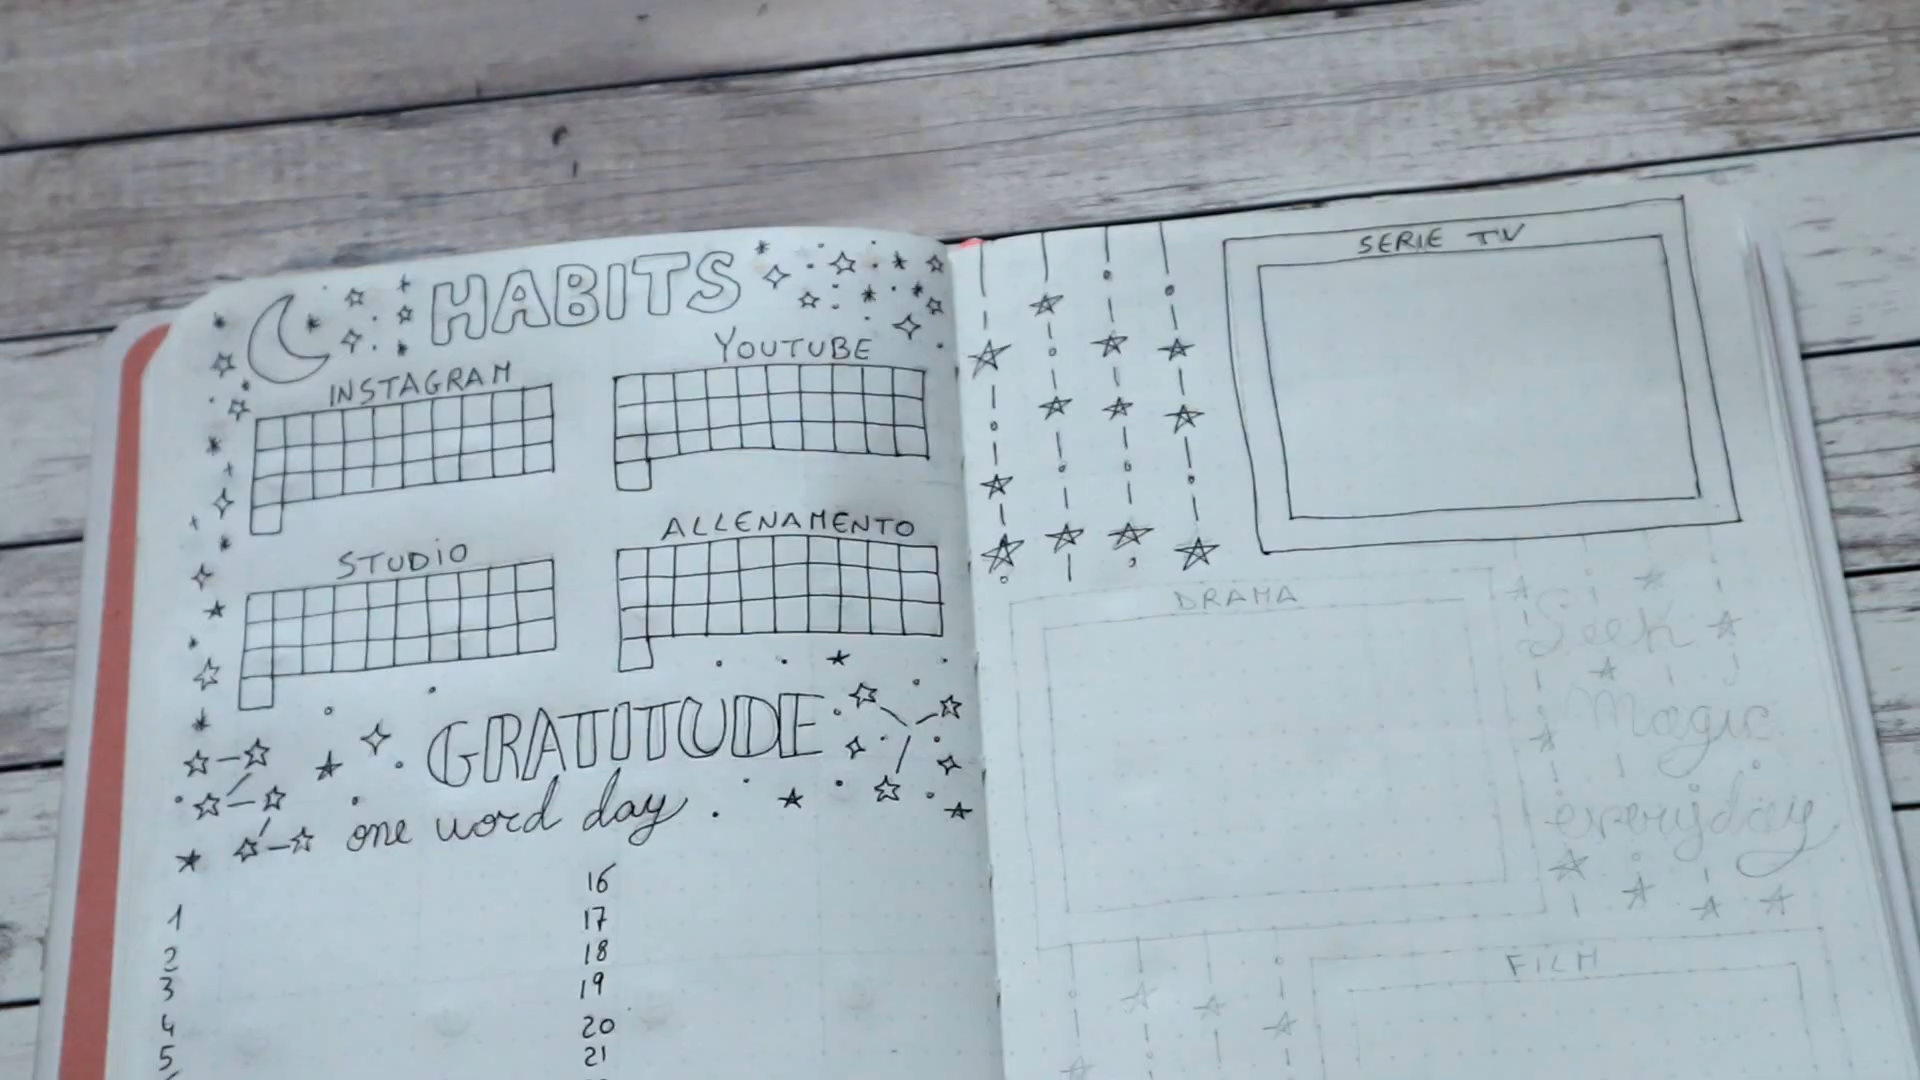 HABITS
INSTAGRAM
YOUTUBE
STUDIO
ALLENAMENTO
GRATITUDE
one word day
1
2
3
4
5
16
17
18
19
20
21
SERIE TV
DRAMA
Seek
Magic
everyday
FILM